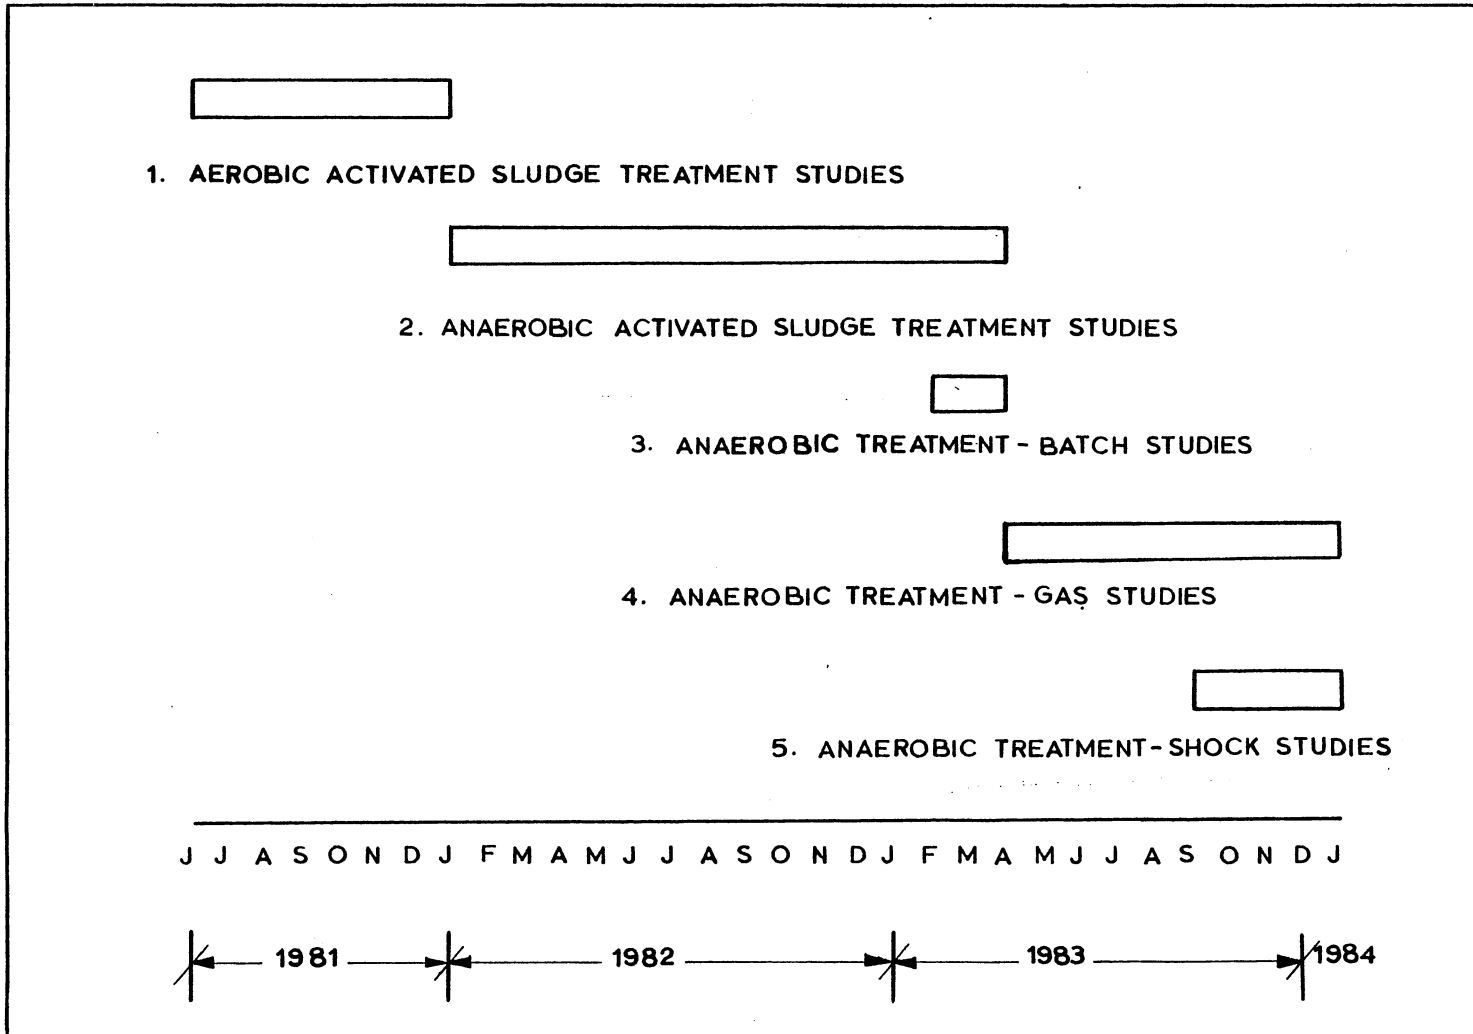 1. AEROBIC ACTIVATED SLUDGE TREATMENT STUDIES
2. ANAEROBIC ACTIVATED SLUDGE TREATMENT STUDIES
3. ANAEROBIC TREATMENT - BATCH STUDIES
4. ANAEROBIC TREATMENT - GAS STUDIES
5. ANAEROBIC TREATMENT - SHOCK STUDIES
J J A S O N D J F M A M J J A S O N D J F M A M J J A S O N D J
1981 1982 1983 1984